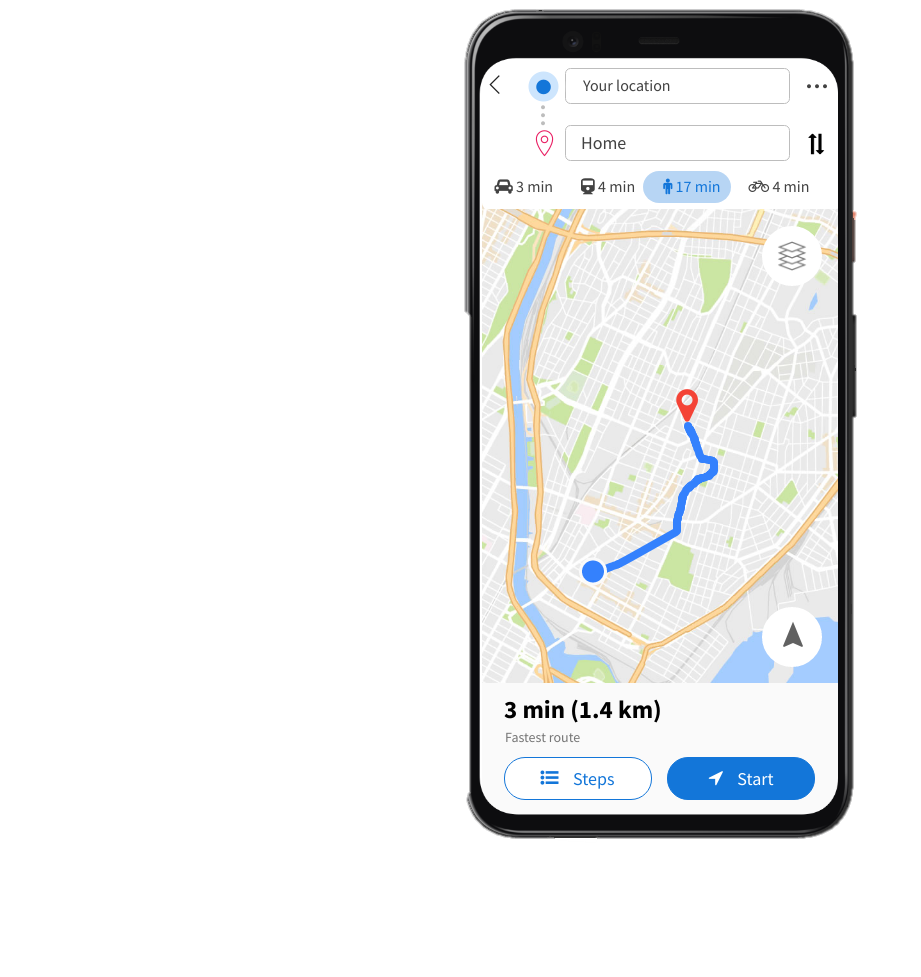 Your location
Home
3 min 4 min 17 min 4 min
3 min (1.4 km)
Fastest route
Steps Start